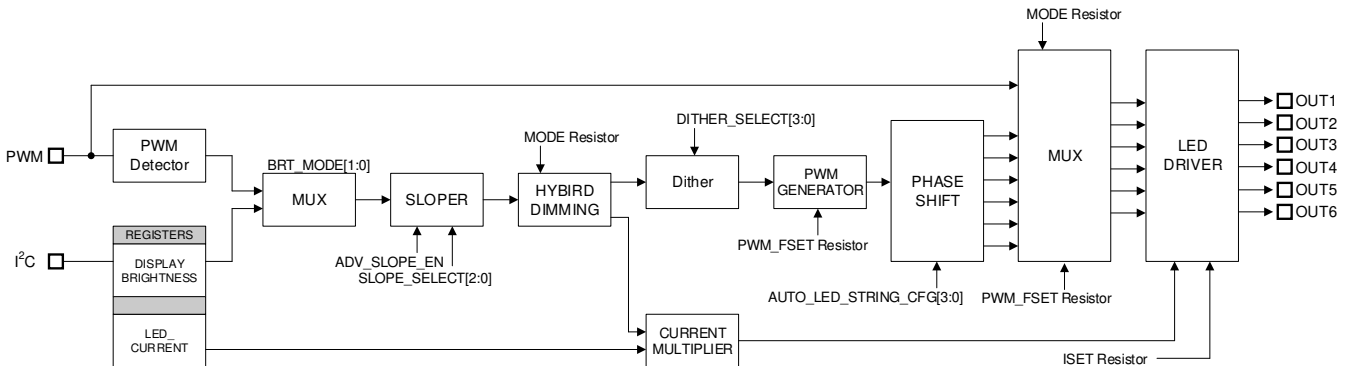 MODE Resistor
PWM
PWM
Detector
BRT_MODE[1:0]
MUX
I²C
REGISTERS
DISPLAY
BRIGHTNESS
LED_
CURRENT
SLOPER
ADV_SLOPE_EN
SLOPE_SELECT[2:0]
MODE Resistor
HYBIRD
DIMMING
DITHER_SELECT[3:0]
Dither
PWM
GENERATOR
PWM_FSET Resistor
CURRENT
MULTIPLIER
PHASE
SHIFT
AUTO_LED_STRING_CFG[3:0]
MUX
PWM_FSET Resistor
LED
DRIVER
ISET Resistor
OUT1
OUT2
OUT3
OUT4
OUT5
OUT6